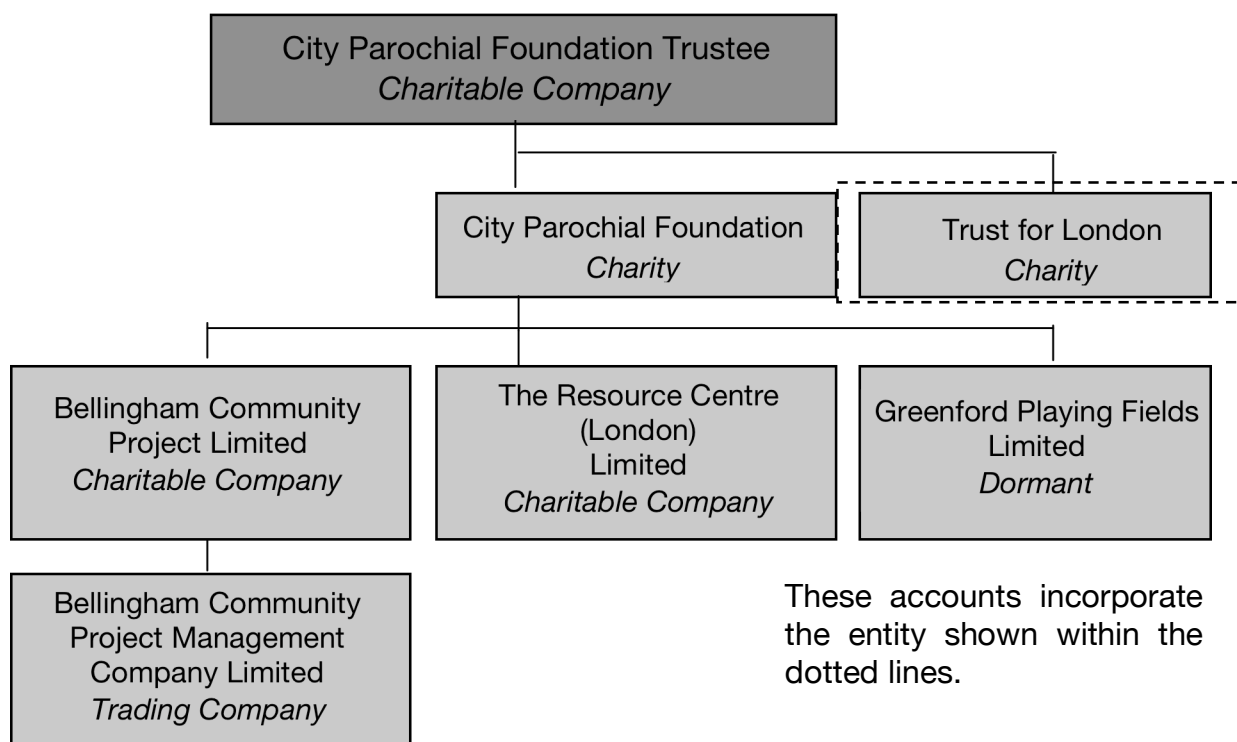 City Parochial Foundation Trustee
Charitable Company
City Parochial Foundation
Charity
Trust for London
Charity
Bellingham Community
Project Limited
Charitable Company
The Resource Centre
(London)
Limited
Charitable Company
Greenford Playing Fields
Limited
Dormant
Bellingham Community
Project Management
Company Limited
Trading Company
These accounts incorporate
the entity shown within the
dotted lines.